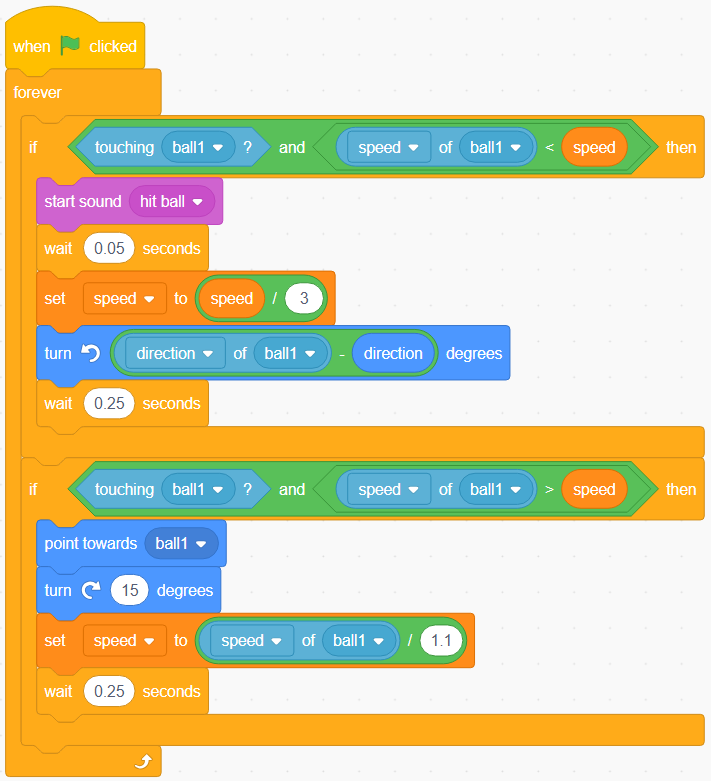 when clicked
forever
if touching ball1 ? and speed of ball1 < speed then
start sound hit ball
wait 0.05 seconds
set speed to speed / 3
turn direction of ball1 - direction degrees
wait 0.25 seconds
if touching ball1 ? and speed of ball1 > speed then
point towards ball1
turn 15 degrees
set speed to speed of ball1 / 1.1
wait 0.25 seconds